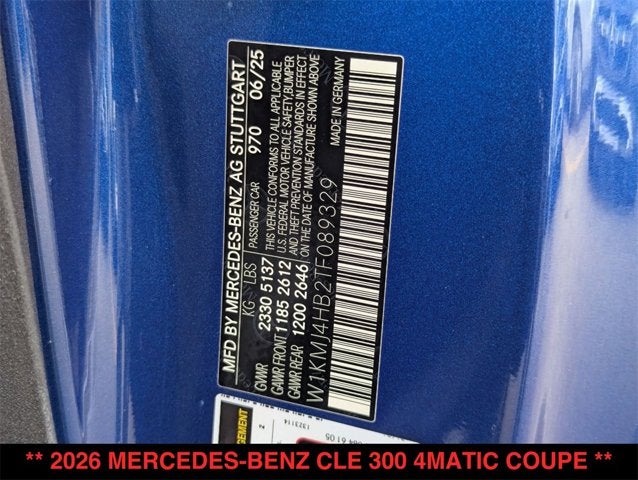 MFD BY MERCEDES-BENZ AG STUTTGART
KG LBS PASSENGER CAR 970 06/25
GVWR 2330 5137
GAWR FRONT 1185 2612
GAWR REAR 1200 2646
THIS VEHICLE CONFORMS TO ALL APPLICABLE
U.S. FEDERAL MOTOR VEHICLE SAFETY,BUMPER
AND THEFT PREVENTION STANDARDS IN EFFECT
ON THE DATE OF MANUFACTURE SHOWN ABOVE
W1KMJ4HB2TF089329 MADE IN GERMANY
1323114
** 2026 MERCEDES-BENZ CLE 300 4MATIC COUPE **